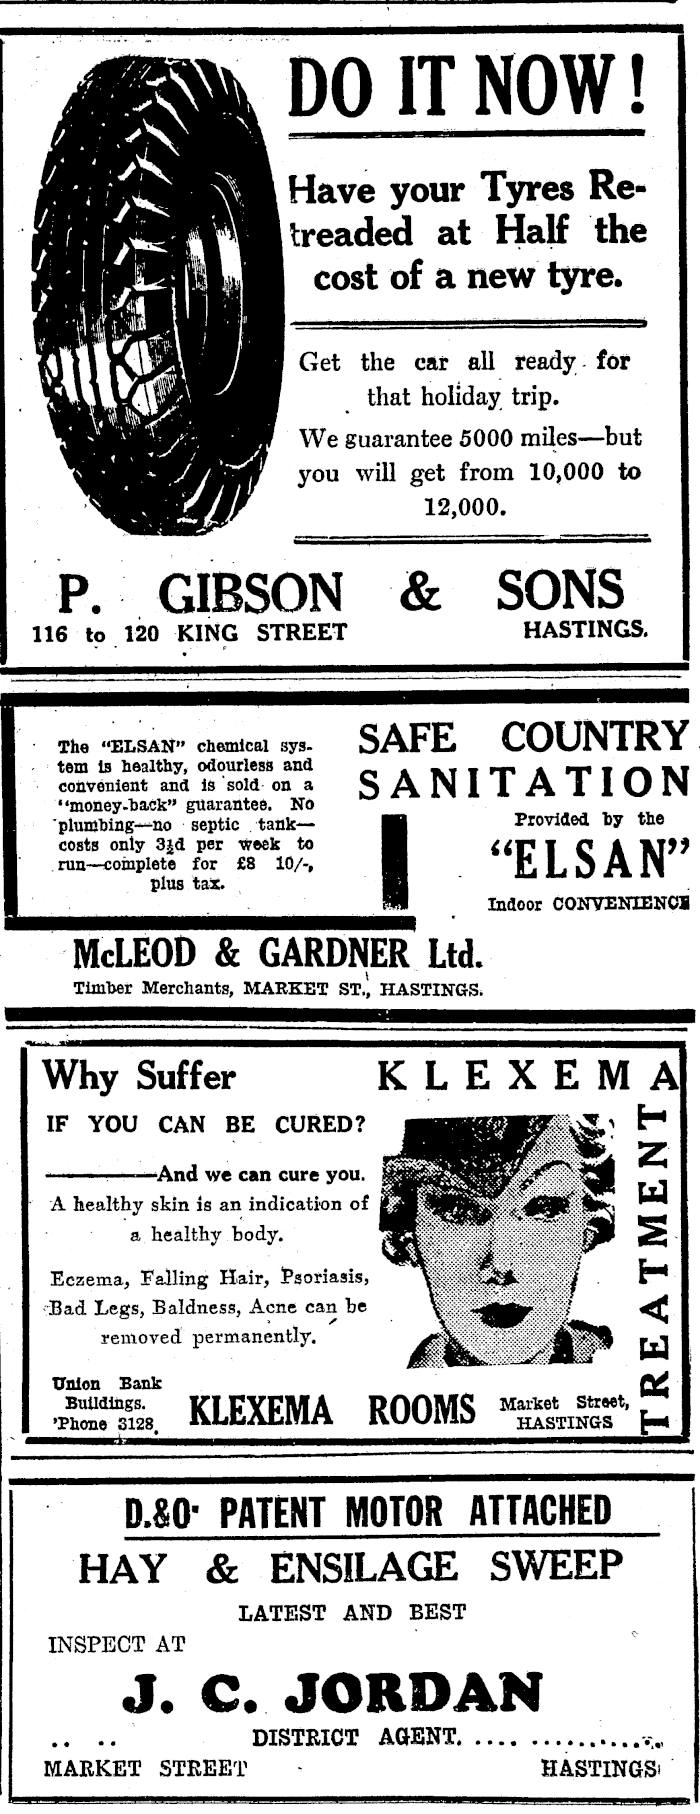 DO IT NOW!
Have your Tyres Re-
treaded at Half the
cost of a new tyre.
Get the car all ready for
that holiday trip.
We guarantee 5000 miles—but
you will get from 10,000 to
12,000.
P. GIBSON & SONS
116 to 120 KING STREET HASTINGS.
The "ELSAN" chemical sys-
tem is healthy, odourless and
convenient and is sold on a
"money-back" guarantee. No
plumbing—no septic tank—
costs only 3½d per week to
run—complete for £8 10/-,
plus tax.
SAFE COUNTRY
SANITATION
Provided by the
"ELSAN"
Indoor CONVENIENCE
McLEOD & GARDNER Ltd.
Timber Merchants, MARKET ST., HASTINGS.
Why Suffer
IF YOU CAN BE CURED?
And we can cure you.
A healthy skin is an indication of
a healthy body.
Eczema, Falling Hair, Psoriasis,
Bad Legs, Baldness, Acne can be
removed permanently.
KLEXEMA
TREATMENT
Union Bank
Buildings.
'Phone 3128.
KLEXEMA ROOMS
Market Street,
HASTINGS
D.&O. PATENT MOTOR ATTACHED
HAY & ENSILAGE SWEEP
LATEST AND BEST
INSPECT AT
J. C. JORDAN
.. .. DISTRICT AGENT. .... ............
MARKET STREET HASTINGS